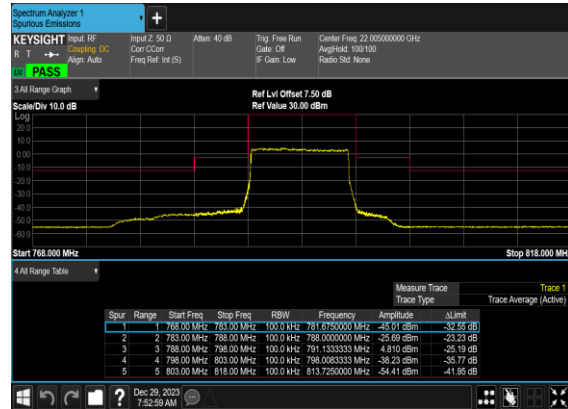 Spectrum Analyzer 1
Spurious Emissions
+
KEYSIGHT Input: RF Input Z: 50 Ω Atten: 40 dB Trig: Free Run Center Freq: 22.005000000 GHz
R T Coupling: DC Corr CCorr Gate: Off Avg|Hold: 100/100
Align: Auto Freq Ref: Int (S) IF Gain: Low Radio Std: None
LXI PASS
3 All Range Graph
Ref Lvl Offset 7.50 dB
Scale/Div 10.0 dB Ref Value 30.00 dBm
Log
20.0
10.0
0.00
-10.0
-20.0
-30.0
-40.0
-50.0
-60.0
Start 768.000 MHz Stop 818.000 MH
4 All Range Table
Measure Trace Trace 1
Trace Type Trace Average (Active)
Spur Range Start Freq Stop Freq RBW Frequency Amplitude ΔLimit
1 1 768.00 MHz 783.00 MHz 100.0 kHz 781.6750000 MHz -45.01 dBm -32.55 dB
2 2 783.00 MHz 788.00 MHz 100.0 kHz 788.0000000 MHz -25.69 dBm -23.23 dB
3 3 788.00 MHz 798.00 MHz 100.0 kHz 791.1333333 MHz 4.810 dBm -25.19 dB
4 4 798.00 MHz 803.00 MHz 100.0 kHz 798.0083333 MHz -38.23 dBm -35.77 dB
5 5 803.00 MHz 818.00 MHz 100.0 kHz 813.7250000 MHz -54.41 dBm -41.95 dB
? Dec 29, 2023
7:52:59 AM